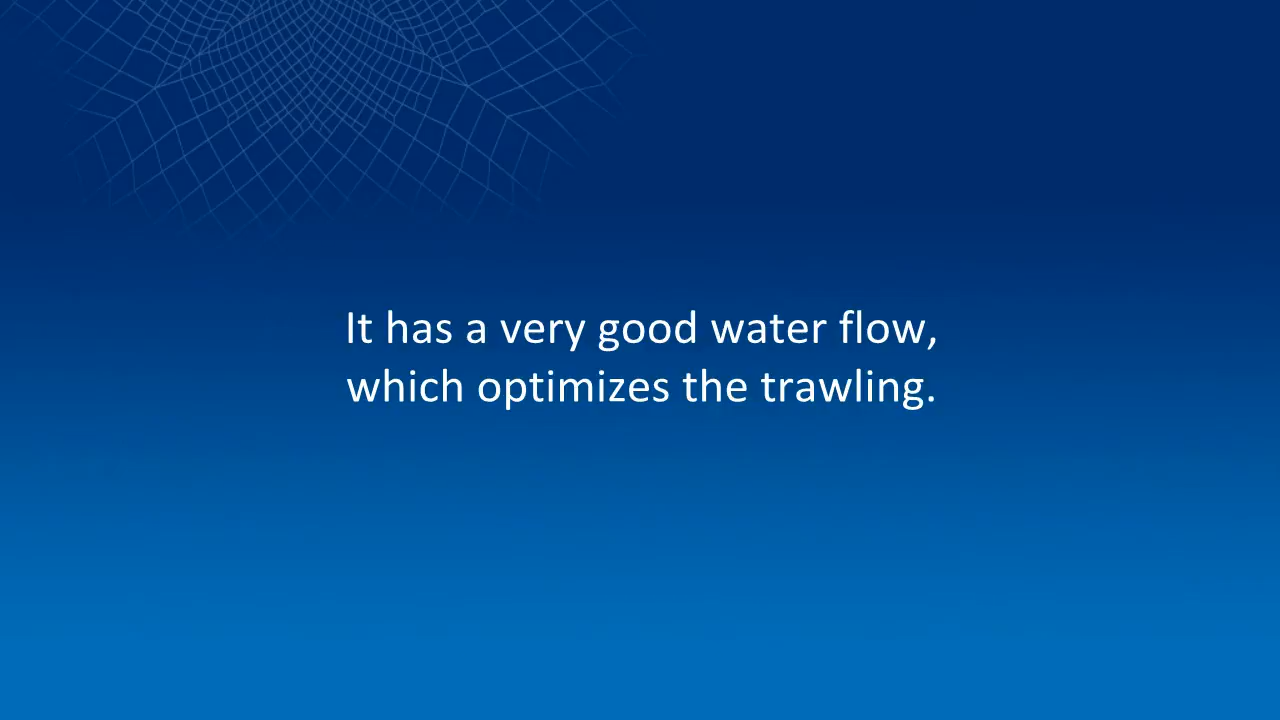 It has a very good water flow,
which optimizes the trawling.